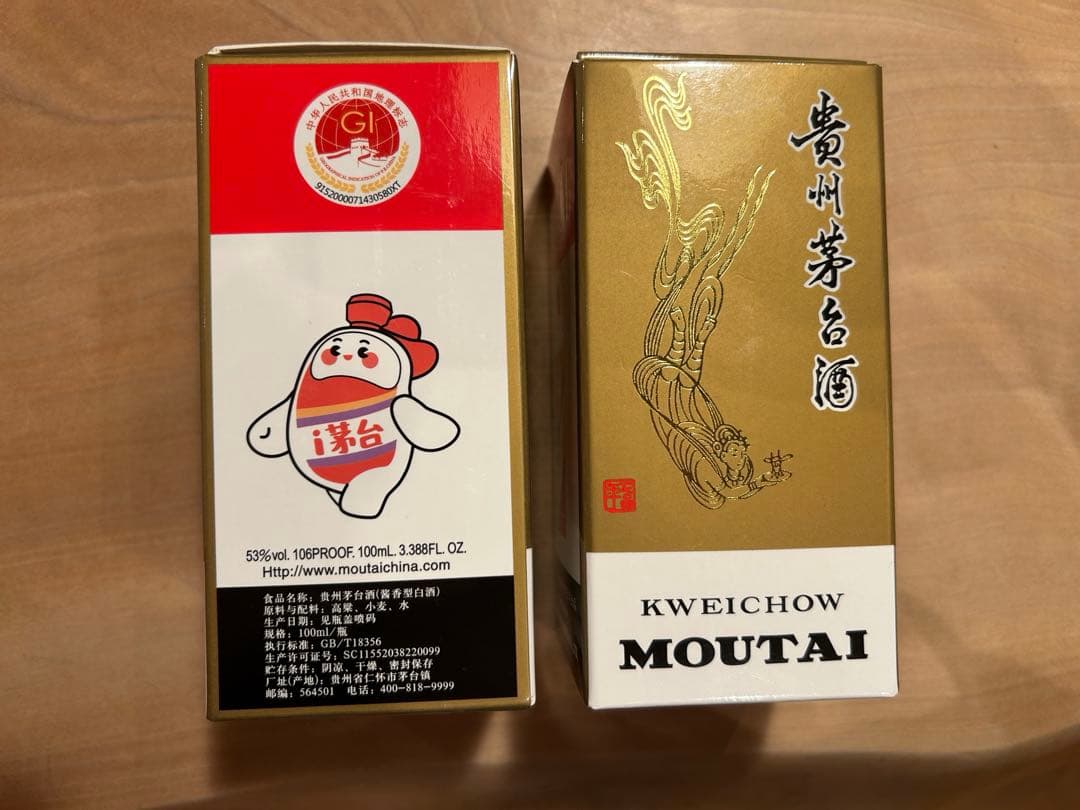 中华人民共和国地理标志
GI
GEOGRAPHICAL INDICATION OF P.R.CHINA
9152000071430580XT
i茅台
53%vol. 106PROOF. 100mL. 3.388FL. OZ.
Http://www.moutaichina.com
食品名称：贵州茅台酒(酱香型白酒)
原料与配料：高粱、小麦、水
生产日期：见瓶盖喷码
规格：100ml/瓶
执行标准：GB/T18356
生产许可证号：SC11552038220099
贮存条件：阴凉、干燥、密封保存
厂址(产地)：贵州省仁怀市茅台镇
邮编：564501 电话：400-818-9999
貴州茅台酒
KWEICHOW
MOUTAI